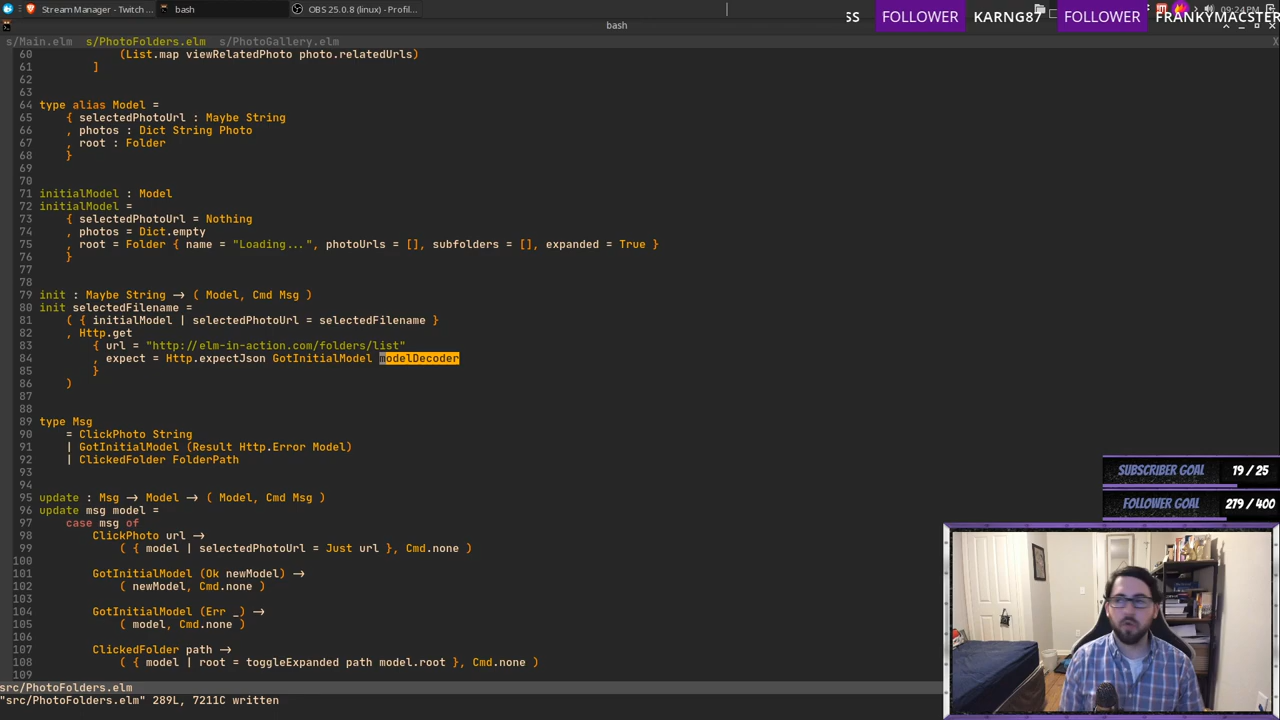 Stream Manager - Twitch ...
bash
OBS 25.0.8 (linux) - Profil...
09:24 PM
bash
SS FOLLOWER KARNG87 FOLLOWER FRANKYMACSTER
s/Main.elm s/PhotoFolders.elm s/PhotoGallery.elm X
60 (List.map viewRelatedPhoto photo.relatedUrls)
61 ]
62
63
64 type alias Model =
65 { selectedPhotoUrl : Maybe String
66 , photos : Dict String Photo
67 , root : Folder
68 }
69
70
71 initialModel : Model
72 initialModel =
73 { selectedPhotoUrl = Nothing
74 , photos = Dict.empty
75 , root = Folder { name = "Loading...", photoUrls = [], subfolders = [], expanded = True }
76 }
77
78
79 init : Maybe String → ( Model, Cmd Msg )
80 init selectedFilename =
81 ( { initialModel | selectedPhotoUrl = selectedFilename }
82 , Http.get
83 { url = "http://elm-in-action.com/folders/list"
84 , expect = Http.expectJson GotInitialModel modelDecoder
85 }
86 )
87
88
89 type Msg
90 = ClickPhoto String
91 | GotInitialModel (Result Http.Error Model)
92 | ClickedFolder FolderPath
93
94
95 update : Msg → Model → ( Model, Cmd Msg )
96 update msg model =
97 case msg of
98 ClickPhoto url →
99 ( { model | selectedPhotoUrl = Just url }, Cmd.none )
100
101 GotInitialModel (Ok newModel) →
102 ( newModel, Cmd.none )
103
104 GotInitialModel (Err _) →
105 ( model, Cmd.none )
106
107 ClickedFolder path →
108 ( { model | root = toggleExpanded path model.root }, Cmd.none )
109
src/PhotoFolders.elm
"src/PhotoFolders.elm" 289L, 7211C written
SUBSCRIBER GOAL 19 / 25
FOLLOWER GOAL 279 / 400